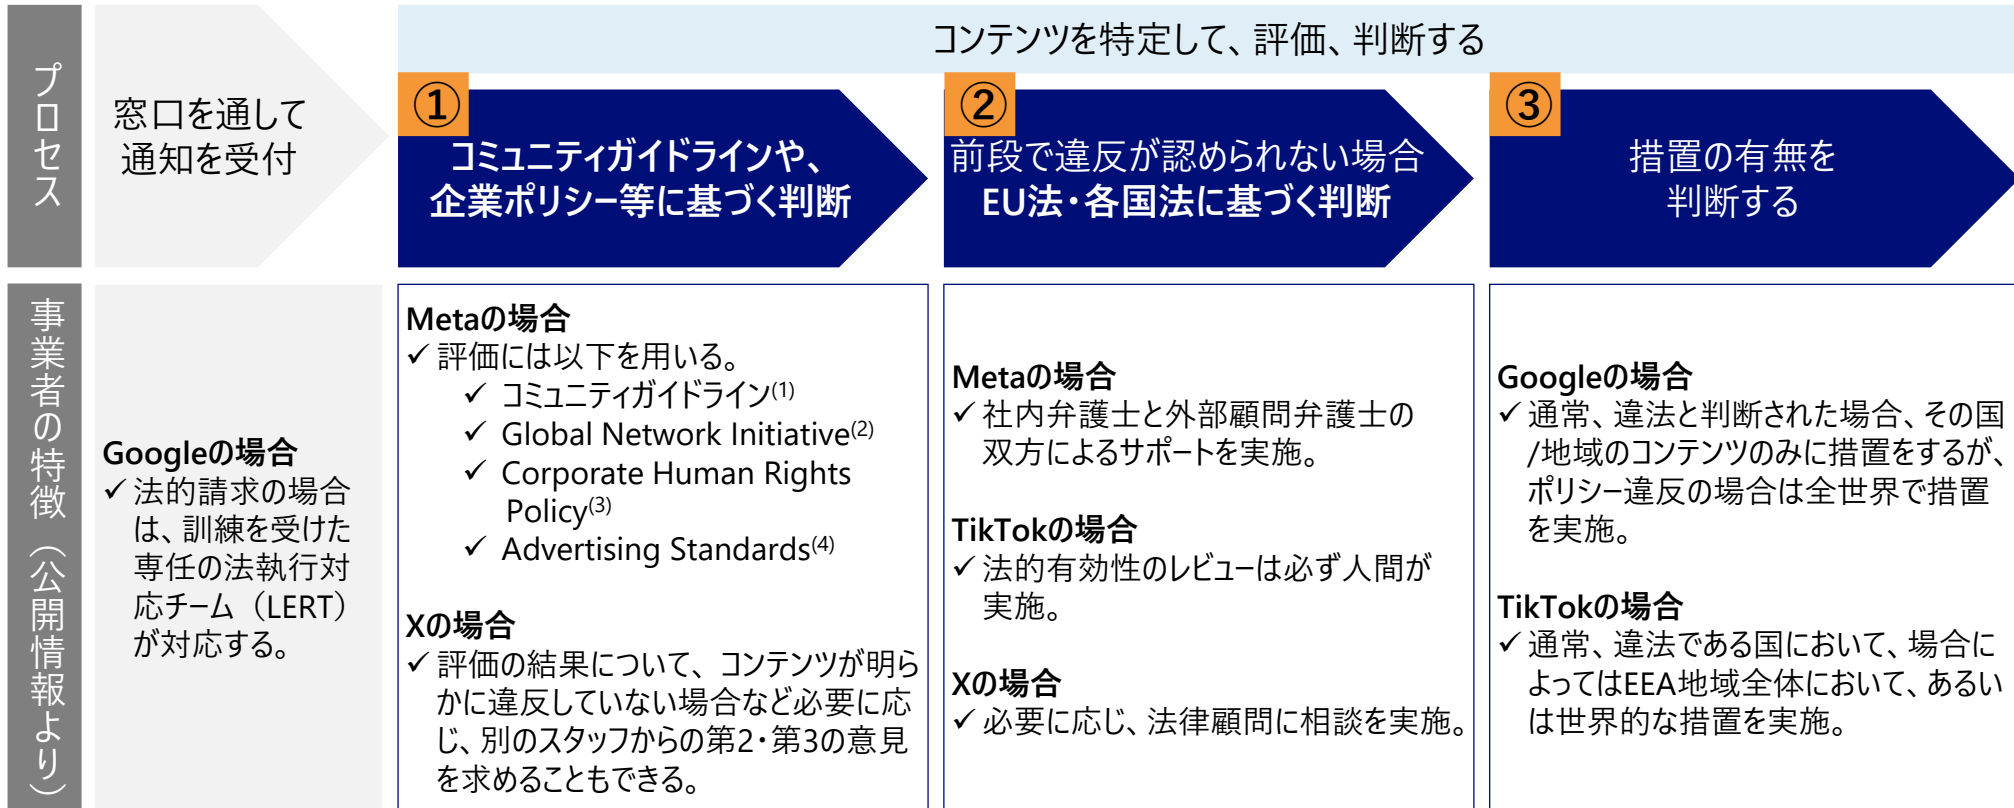 プロセス
窓口を通して
通知を受付
コンテンツを特定して、評価、判断する
①
コミュニティガイドラインや、
企業ポリシー等に基づく判断
②
前段で違反が認められない場合
EU法・各国法に基づく判断
③
措置の有無を
判断する
事業者の特徴（公開情報より）
Googleの場合
✓ 法的請求の場合
は、訓練を受けた
専任の法執行対
応チーム（LERT）
が対応する。
Metaの場合
✓ 評価には以下を用いる。
✓ コミュニティガイドライン(1)
✓ Global Network Initiative(2)
✓ Corporate Human Rights
Policy(3)
✓ Advertising Standards(4)
Xの場合
✓ 評価の結果について、コンテンツが明ら
かに違反していない場合など必要に応
じ、別のスタッフからの第2・第3の意見
を求めることもできる。
Metaの場合
✓ 社内弁護士と外部顧問弁護士の
双方によるサポートを実施。
TikTokの場合
✓ 法的有効性のレビューは必ず人間が
実施。
Xの場合
✓ 必要に応じ、法律顧問に相談を実施。
Googleの場合
✓ 通常、違法と判断された場合、その国
/地域のコンテンツのみに措置をするが、
ポリシー違反の場合は全世界で措置
を実施。
TikTokの場合
✓ 通常、違法である国において、場合に
よってはEEA地域全体において、あるい
は世界的な措置を実施。